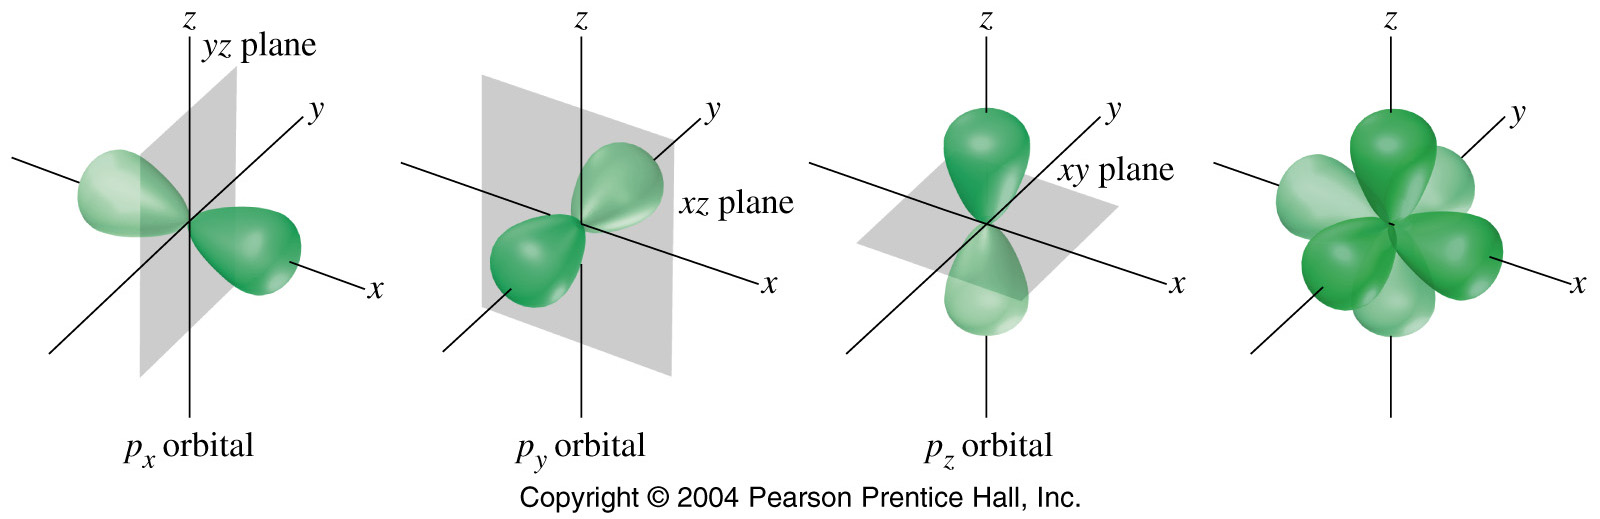 z
yz plane
y
x
p_x orbital
z
y
xz plane
x
p_y orbital
z
y
xy plane
x
p_z orbital
z
y
x
Copyright © 2004 Pearson Prentice Hall, Inc.